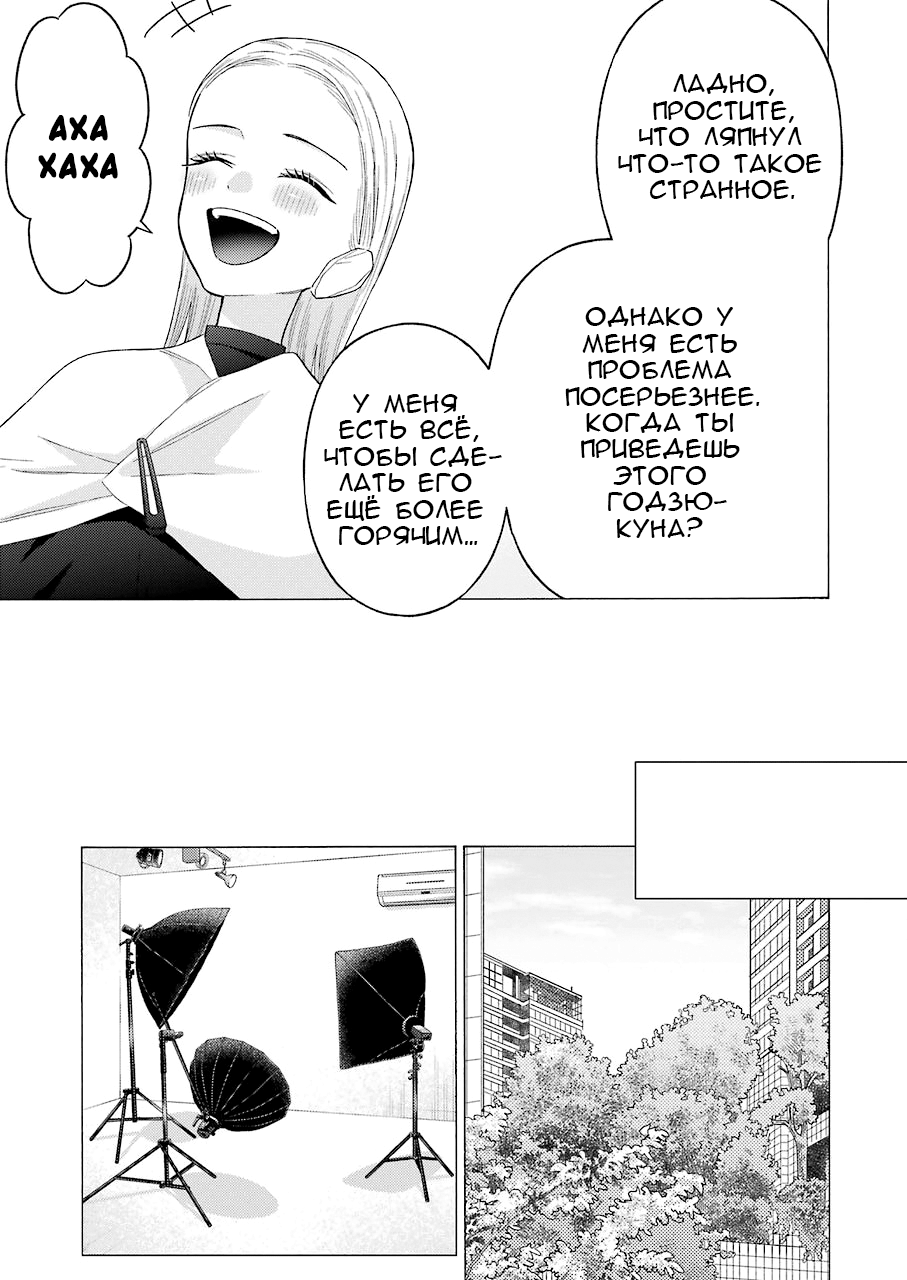 ЛАДНО,
ПРОСТИТЕ,
ЧТО ЛЯПНУЛ
ЧТО-ТО ТАКОЕ
СТРАННОЕ.
ОДНАКО У
МЕНЯ ЕСТЬ
ПРОБЛЕМА
ПОСЕРЬЕЗНЕЕ.
КОГДА ТЫ
ПРИВЕДЕШЬ
ЭТОГО
ГОДЗЮ-
КУНА?
У МЕНЯ
ЕСТЬ ВСЁ,
ЧТОБЫ СДЕ-
ЛАТЬ ЕГО
ЕЩЁ БОЛЕЕ
ГОРЯЧИМ...
АХА
ХАХА